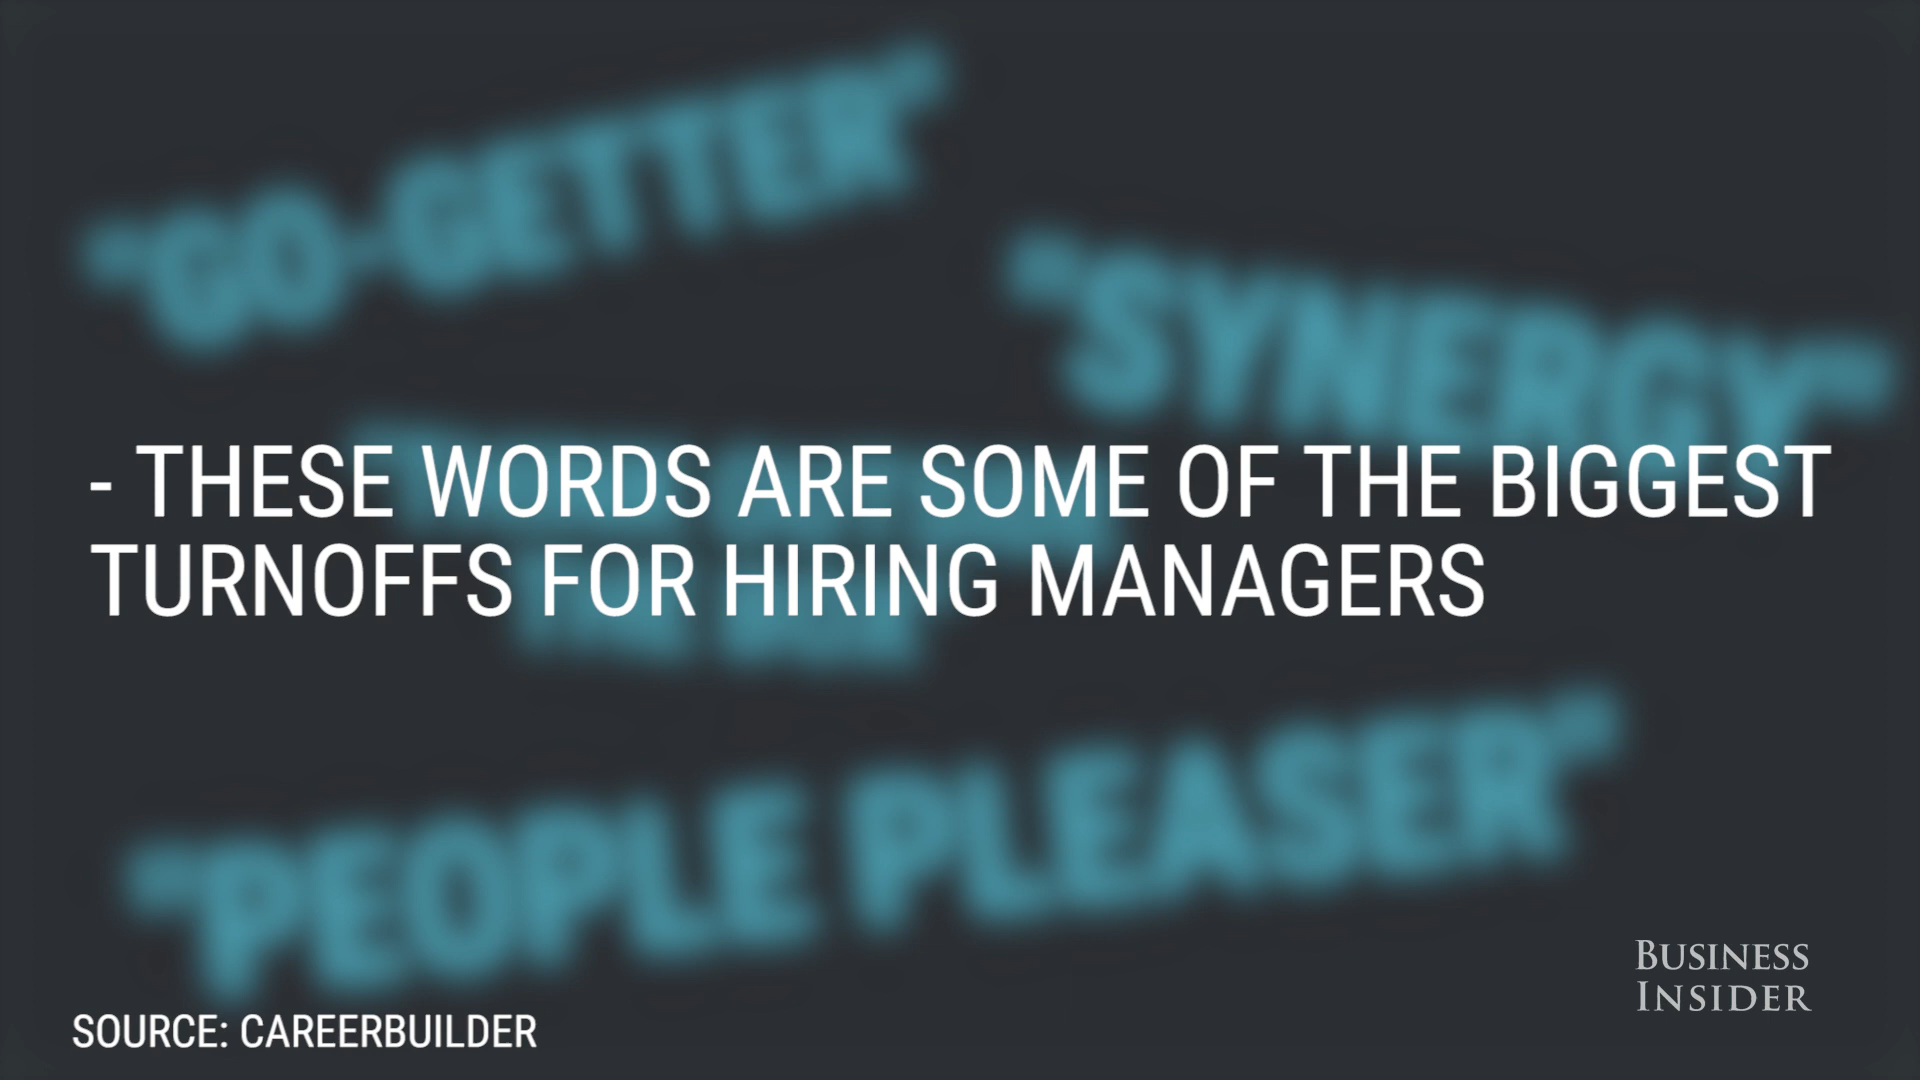 "GO-GETTER"
"SYNERGY"
- THESE WORDS ARE SOME OF THE BIGGEST
TURNOFFS FOR HIRING MANAGERS
"PEOPLE PLEASER"
BUSINESS
INSIDER
SOURCE: CAREERBUILDER